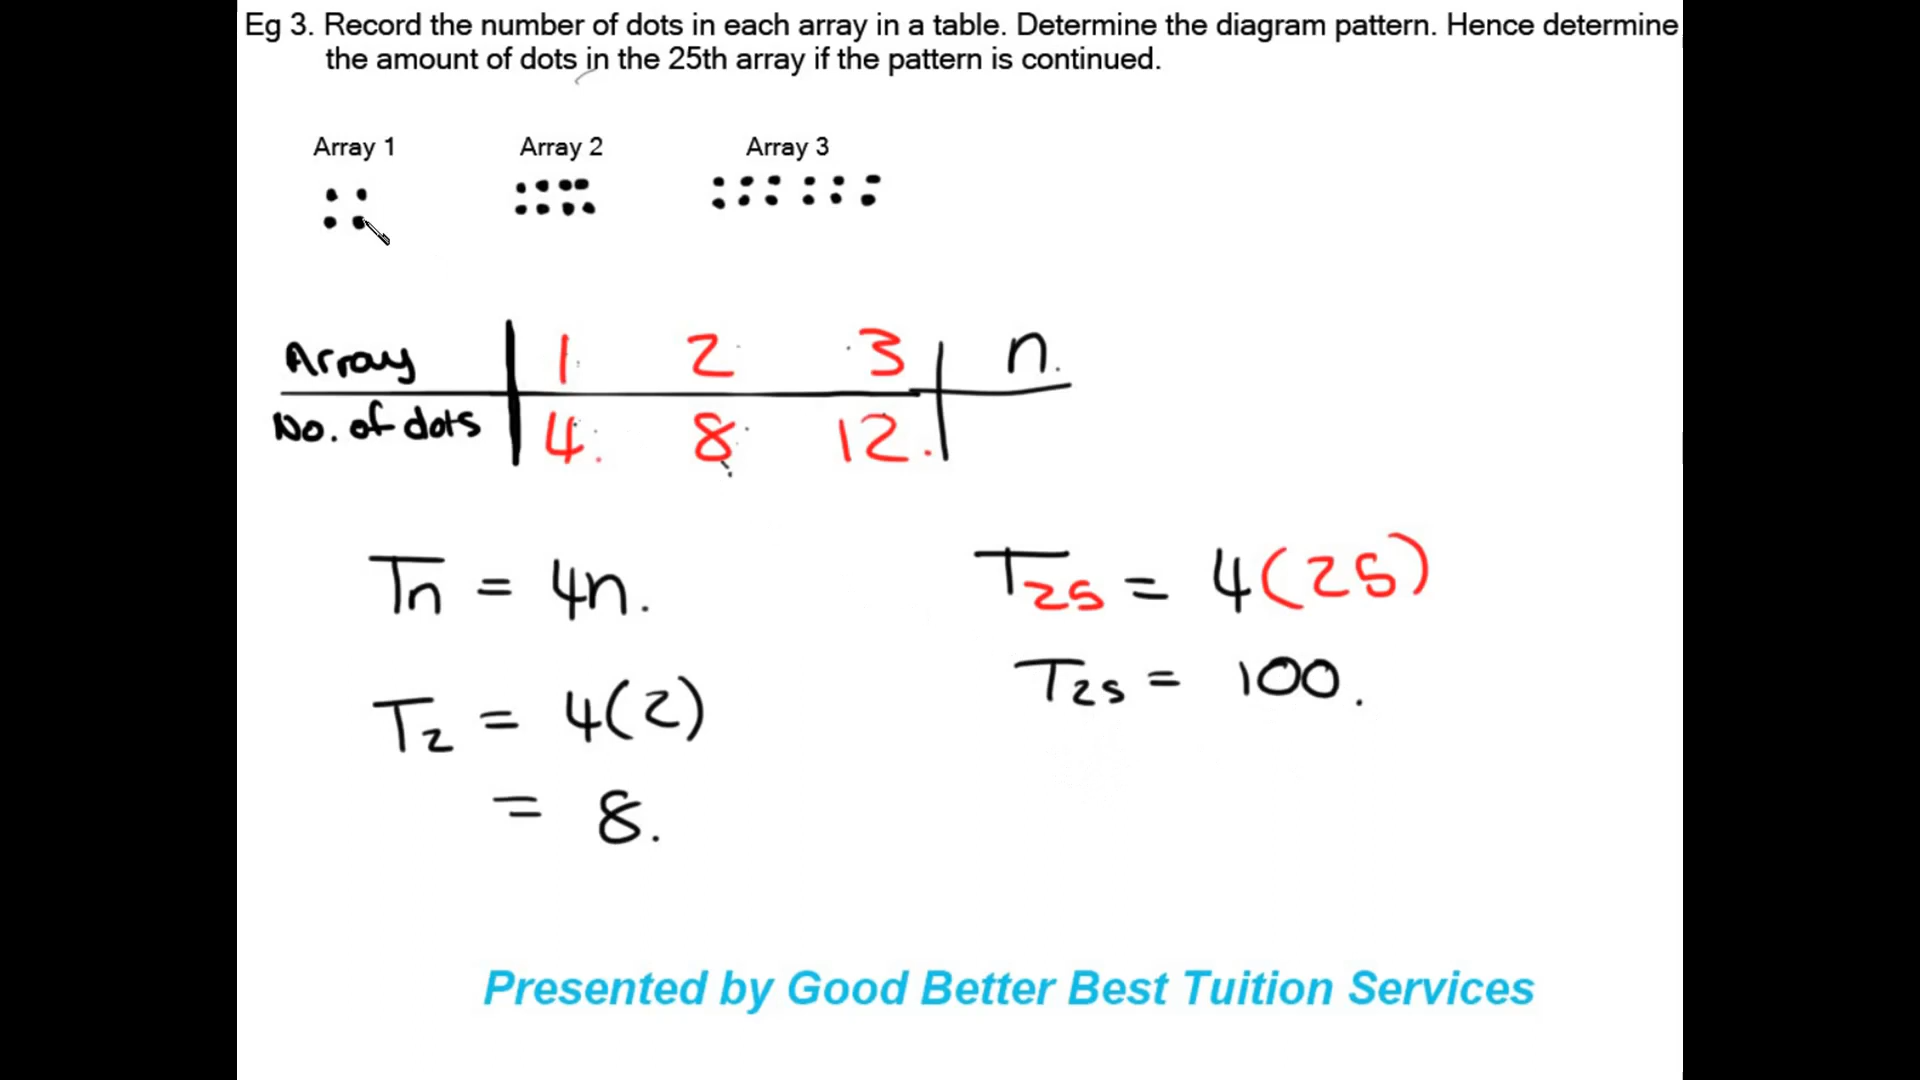 Eg 3. Record the number of dots in each array in a table. Determine the diagram pattern. Hence determine
the amount of dots in the 25th array if the pattern is continued.
Array 1 Array 2 Array 3
Array 1 2 3 n.
No. of dots 4 8 12.
Tn = 4n. T25 = 4(25)
T2 = 4(2) T25 = 100.
= 8.
Presented by Good Better Best Tuition Services